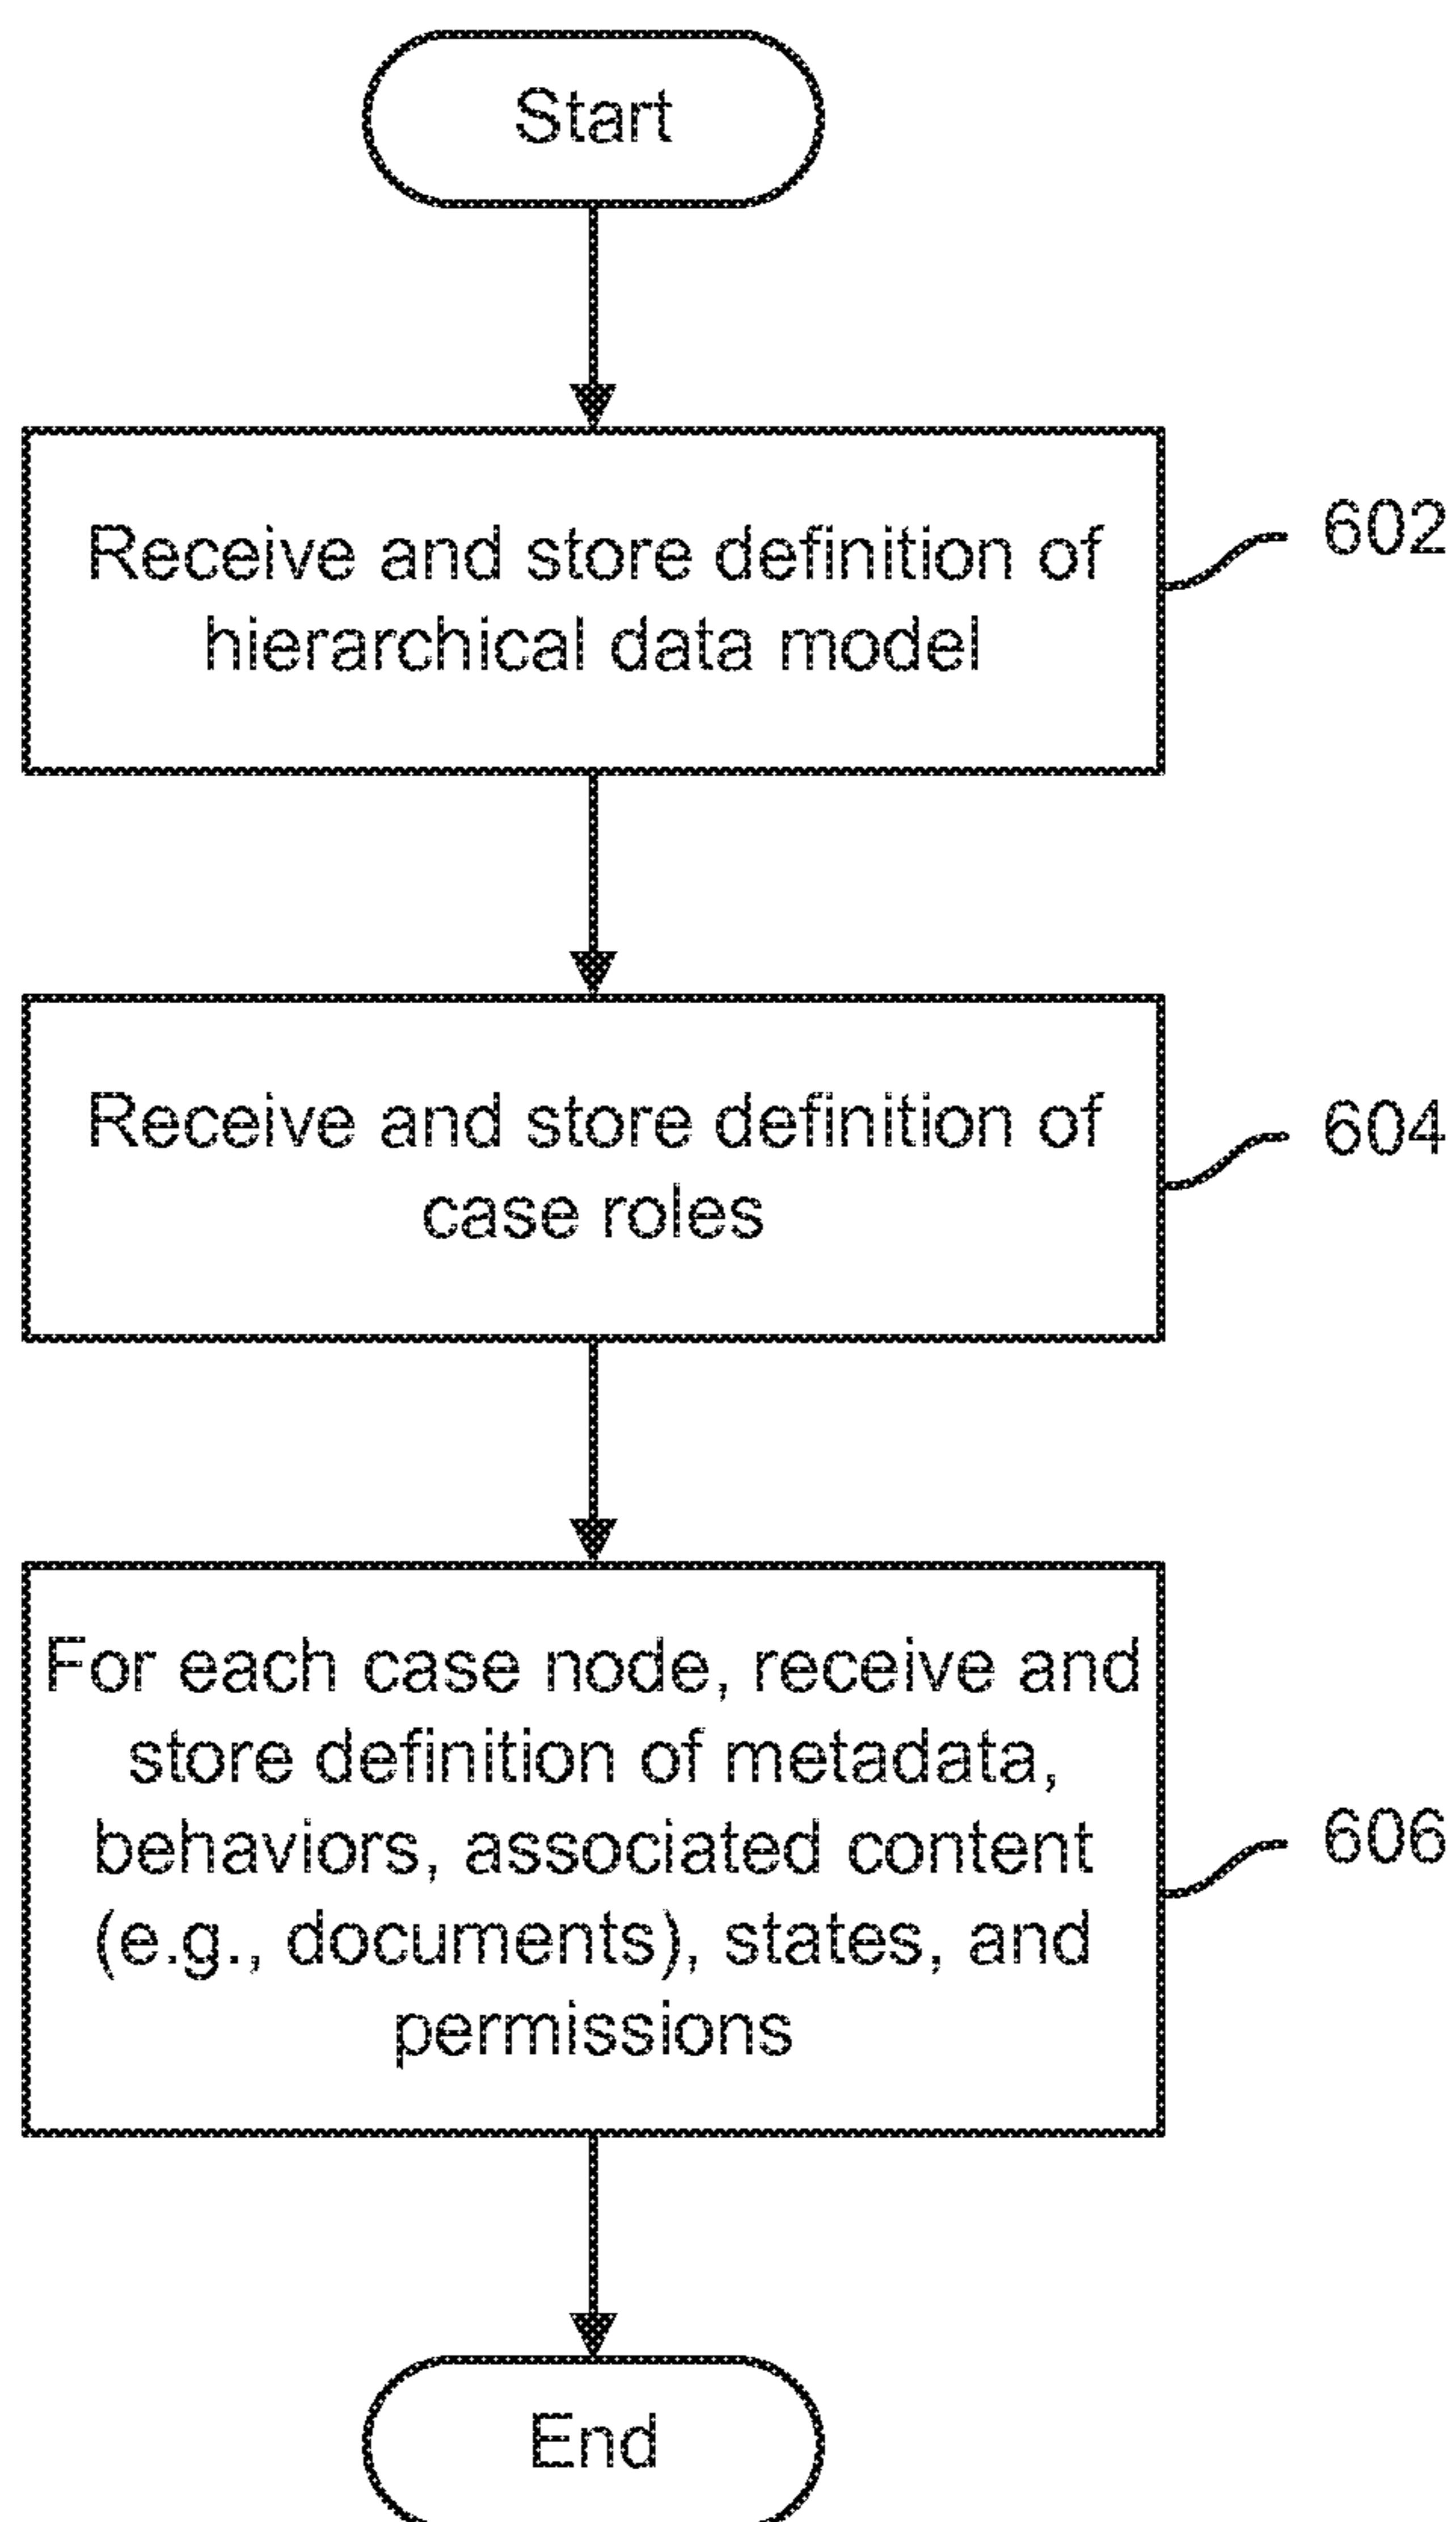 Start
Receive and store definition of
hierarchical data model
602
Receive and store definition of
case roles
604
For each case node, receive and
store definition of metadata,
behaviors, associated content
(e.g., documents), states, and
permissions
606
End